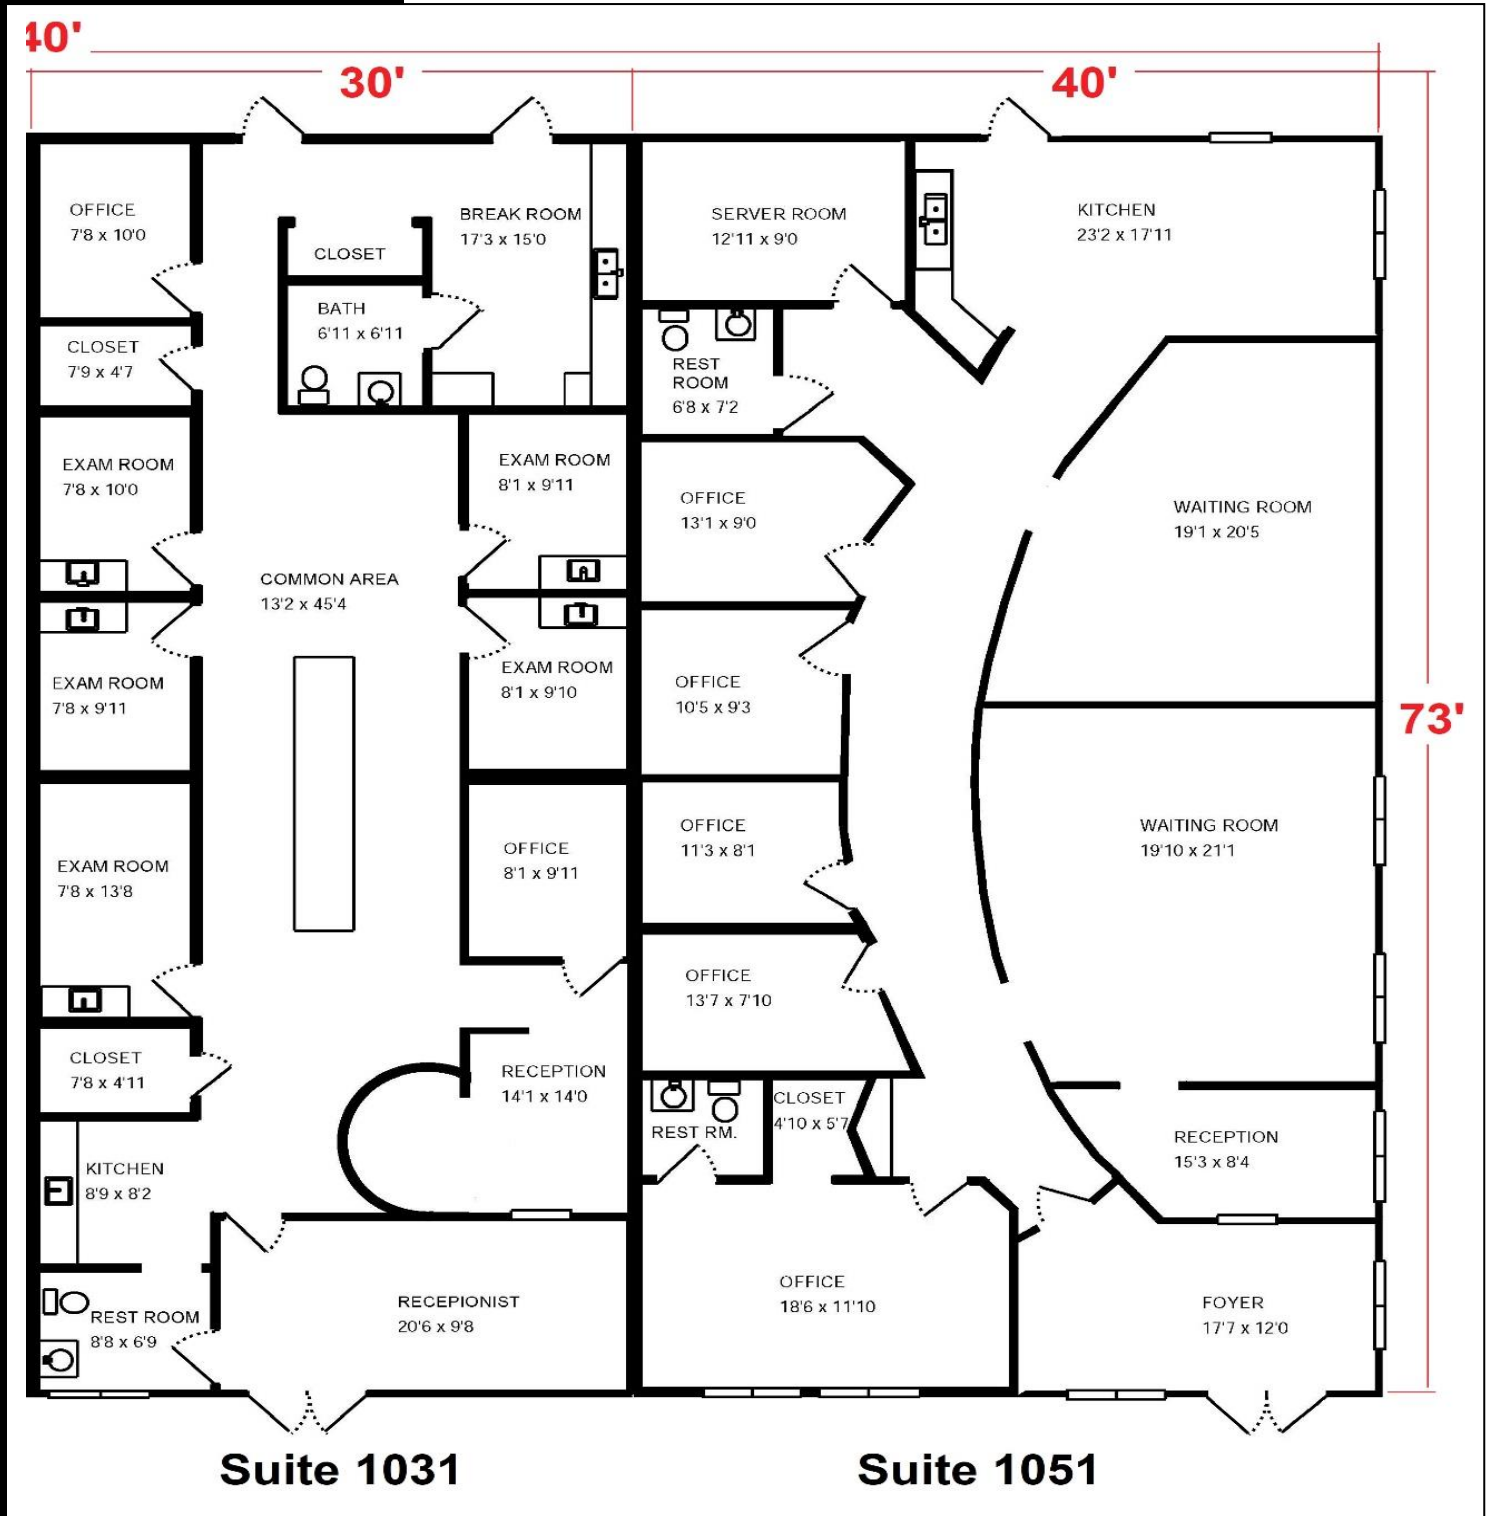 40'
30'
40'
73'
OFFICE
7'8 x 10'0
CLOSET
BREAK ROOM
17'3 x 15'0
BATH
6'11 x 6'11
CLOSET
7'9 x 4'7
EXAM ROOM
7'8 x 10'0
EXAM ROOM
8'1 x 9'11
COMMON AREA
13'2 x 45'4
EXAM ROOM
7'8 x 9'11
EXAM ROOM
8'1 x 9'10
EXAM ROOM
7'8 x 13'8
OFFICE
8'1 x 9'11
CLOSET
7'8 x 4'11
RECEPTION
14'1 x 14'0
KITCHEN
8'9 x 8'2
REST ROOM
8'8 x 6'9
RECEPIONIST
20'6 x 9'8
SERVER ROOM
12'11 x 9'0
KITCHEN
23'2 x 17'11
REST
ROOM
6'8 x 7'2
OFFICE
13'1 x 9'0
WAITING ROOM
19'1 x 20'5
OFFICE
10'5 x 9'3
OFFICE
11'3 x 8'1
WAITING ROOM
19'10 x 21'1
OFFICE
13'7 x 7'10
REST RM.
CLOSET
4'10 x 5'7
RECEPTION
15'3 x 8'4
OFFICE
18'6 x 11'10
FOYER
17'7 x 12'0
Suite 1031
Suite 1051